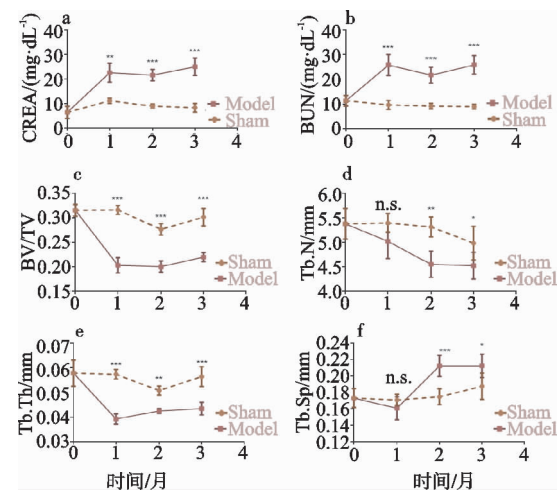 a
CREA/(mg·dL⁻¹)
40
30
20
10
0
** *** ***
Model
Sham
0 1 2 3 4
b
BUN/(mg·dL⁻¹)
40
30
20
10
0
*** *** ***
Model
Sham
0 1 2 3 4
c
BV/TV
0.35
0.30
0.25
0.20
0.15
*** *** ***
Sham
Model
0 1 2 3 4
d
Tb.N/mm
6.0
5.5
5.0
4.5
4.0
n.s. ** *
Sham
Model
0 1 2 3 4
e
Tb.Th/mm
0.07
0.06
0.05
0.04
0.03
*** ** ***
Sham
Model
0 1 2 3 4
时间/月
f
Tb.Sp/mm
0.24
0.22
0.20
0.18
0.16
0.14
0.12
n.s. *** *
Sham
Model
0 1 2 3 4
时间/月